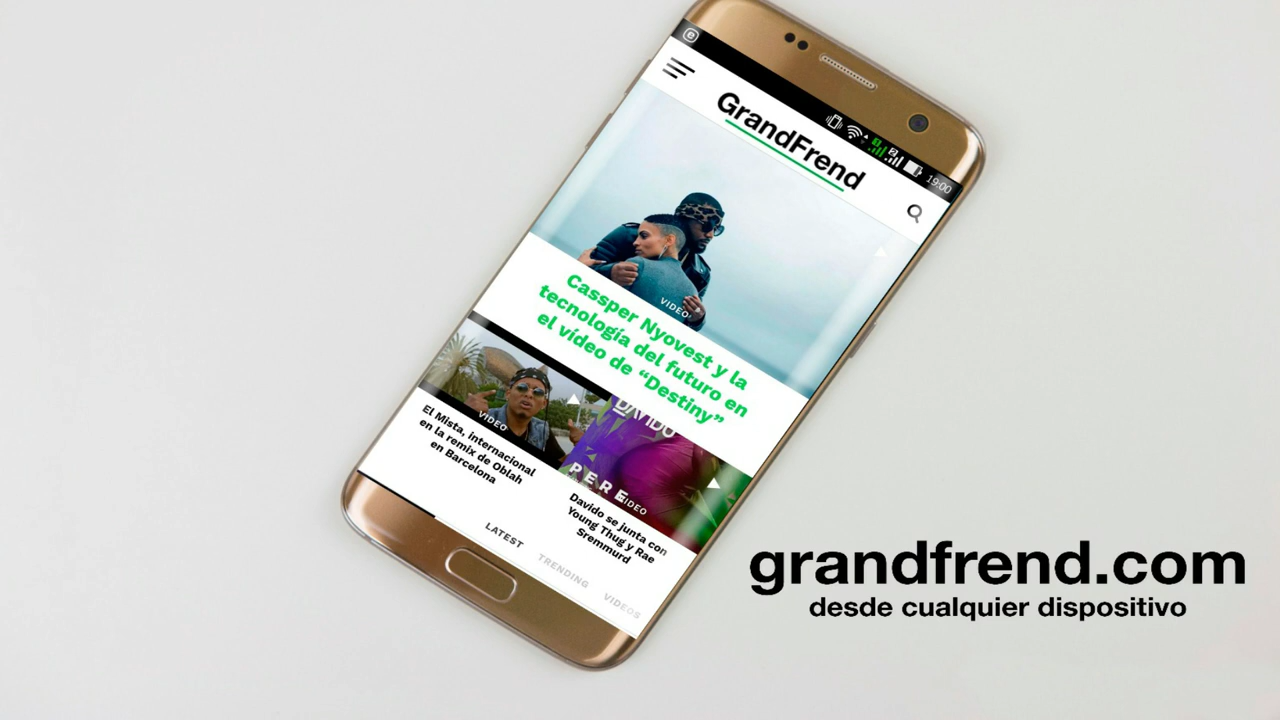 19:00
GrandFrend
VIDEO
Cassper Nyovest y la
tecnología del futuro en
el vídeo de “Destiny”
VIDEO
El Mista, internacional
en la remix de Oblah
en Barcelona
DAVIDO
RERE
VIDEO
Davido se junta con
Young Thug y Rae
Sremmurd
LATEST
TRENDING
VIDEOS
grandfrend.com
desde cualquier dispositivo